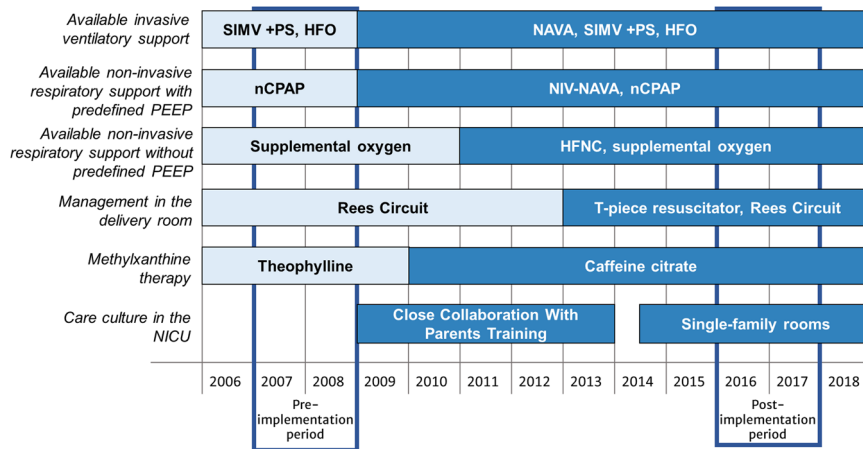 Available invasive
ventilatory support
SIMV +PS, HFO
NAVA, SIMV +PS, HFO
Available non-invasive
respiratory support with
predefined PEEP
nCPAP
NIV-NAVA, nCPAP
Available non-invasive
respiratory support without
predefined PEEP
Supplemental oxygen
HFNC, supplemental oxygen
Management in the
delivery room
Rees Circuit
T-piece resuscitator, Rees Circuit
Methylxanthine
therapy
Theophylline
Caffeine citrate
Care culture in the
NICU
Close Collaboration With
Parents Training
Single-family rooms
2006 2007 2008 2009 2010 2011 2012 2013 2014 2015 2016 2017 2018
Pre-
implementation
period
Post-
implementation
period